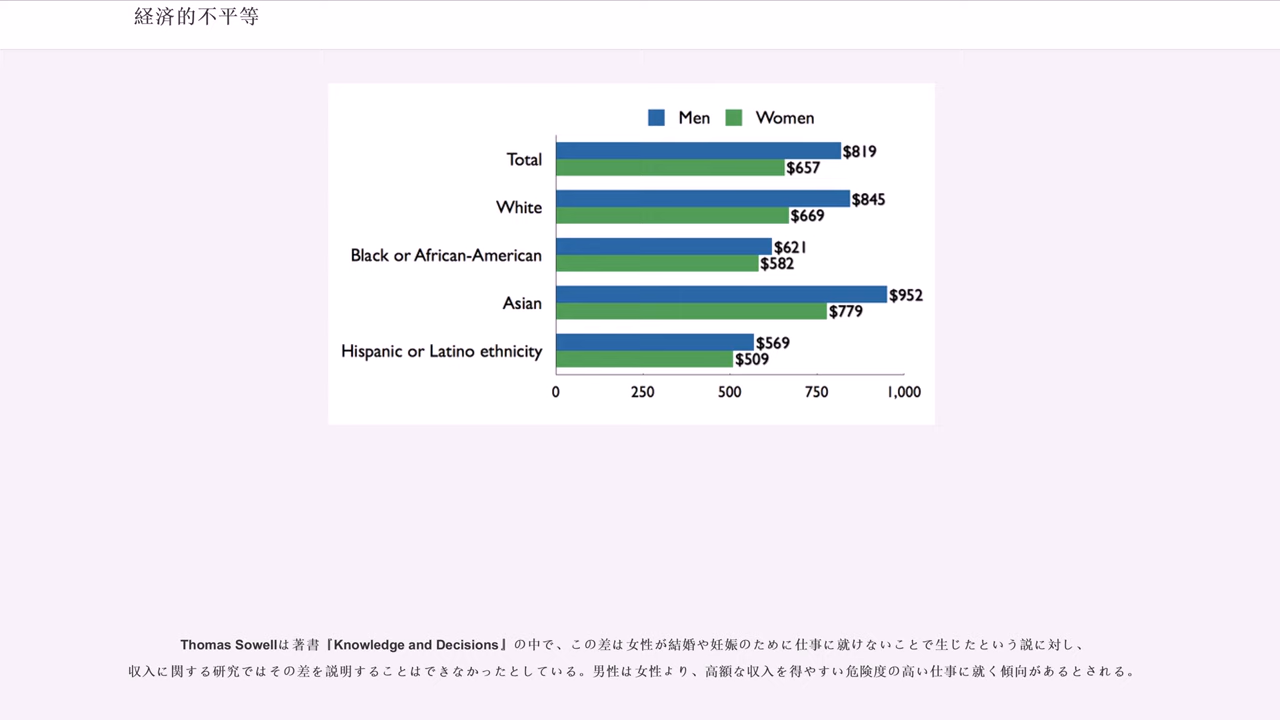 経済的不平等
Men Women
Total $819 $657
White $845 $669
Black or African-American $621 $582
Asian $952 $779
Hispanic or Latino ethnicity $569 $509
0 250 500 750 1,000
Thomas Sowellは著書『Knowledge and Decisions』の中で、この差は女性が結婚や妊娠のために仕事に就けないことで生じたという説に対し、
収入に関する研究ではその差を説明することはできなかったとしている。男性は女性より、高額な収入を得やすい危険度の高い仕事に就く傾向があるとされる。